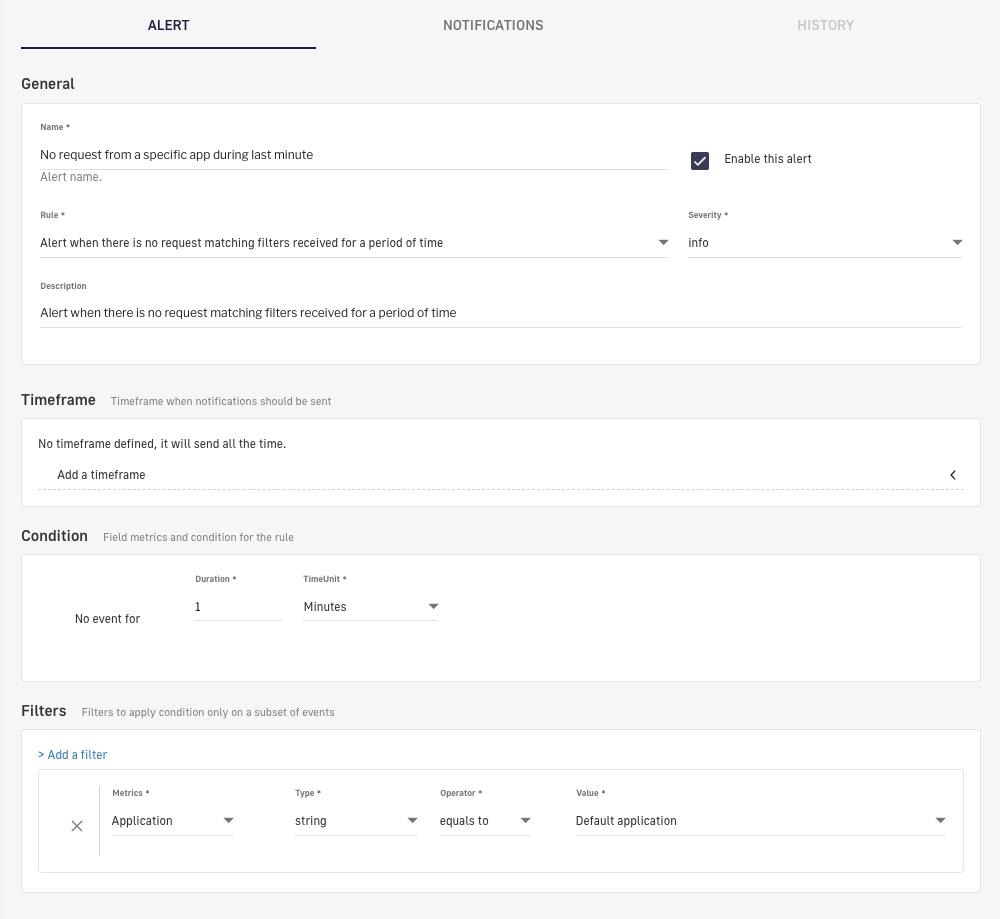 ALERT NOTIFICATIONS HISTORY
General
Name *
No request from a specific app during last minute
Enable this alert
Alert name.
Rule * Severity *
Alert when there is no request matching filters received for a period of time info
Description
Alert when there is no request matching filters received for a period of time
Timeframe Timeframe when notifications should be sent
No timeframe defined, it will send all the time.
Add a timeframe
Condition Field metrics and condition for the rule
Duration * TimeUnit *
No event for 1 Minutes
Filters Filters to apply condition only on a subset of events
> Add a filter
Metrics * Type * Operator * Value *
Application string equals to Default application